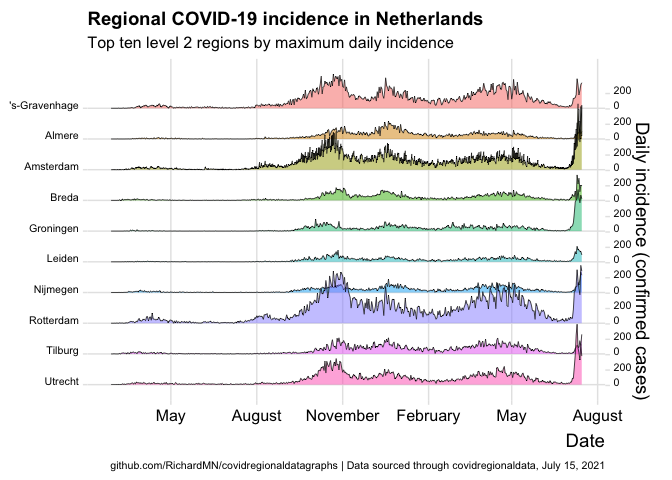 Regional COVID-19 incidence in Netherlands
Top ten level 2 regions by maximum daily incidence
's-Gravenhage
Almere
Amsterdam
Breda
Groningen
Leiden
Nijmegen
Rotterdam
Tilburg
Utrecht
200
0
200
0
200
0
200
0
200
0
200
0
200
0
200
0
200
0
200
0
Daily incidence (confirmed cases)
May August November February May August
Date
github.com/RichardMN/covidregionaldatagraphs | Data sourced through covidregionaldata, July 15, 2021